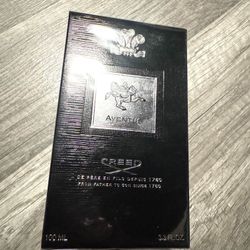 AVENTUS
CREED
DE PÈRE EN FILS DEPUIS 1760
FROM FATHER TO SON SINCE 1760
100 ML
3.3 FL.OZ.